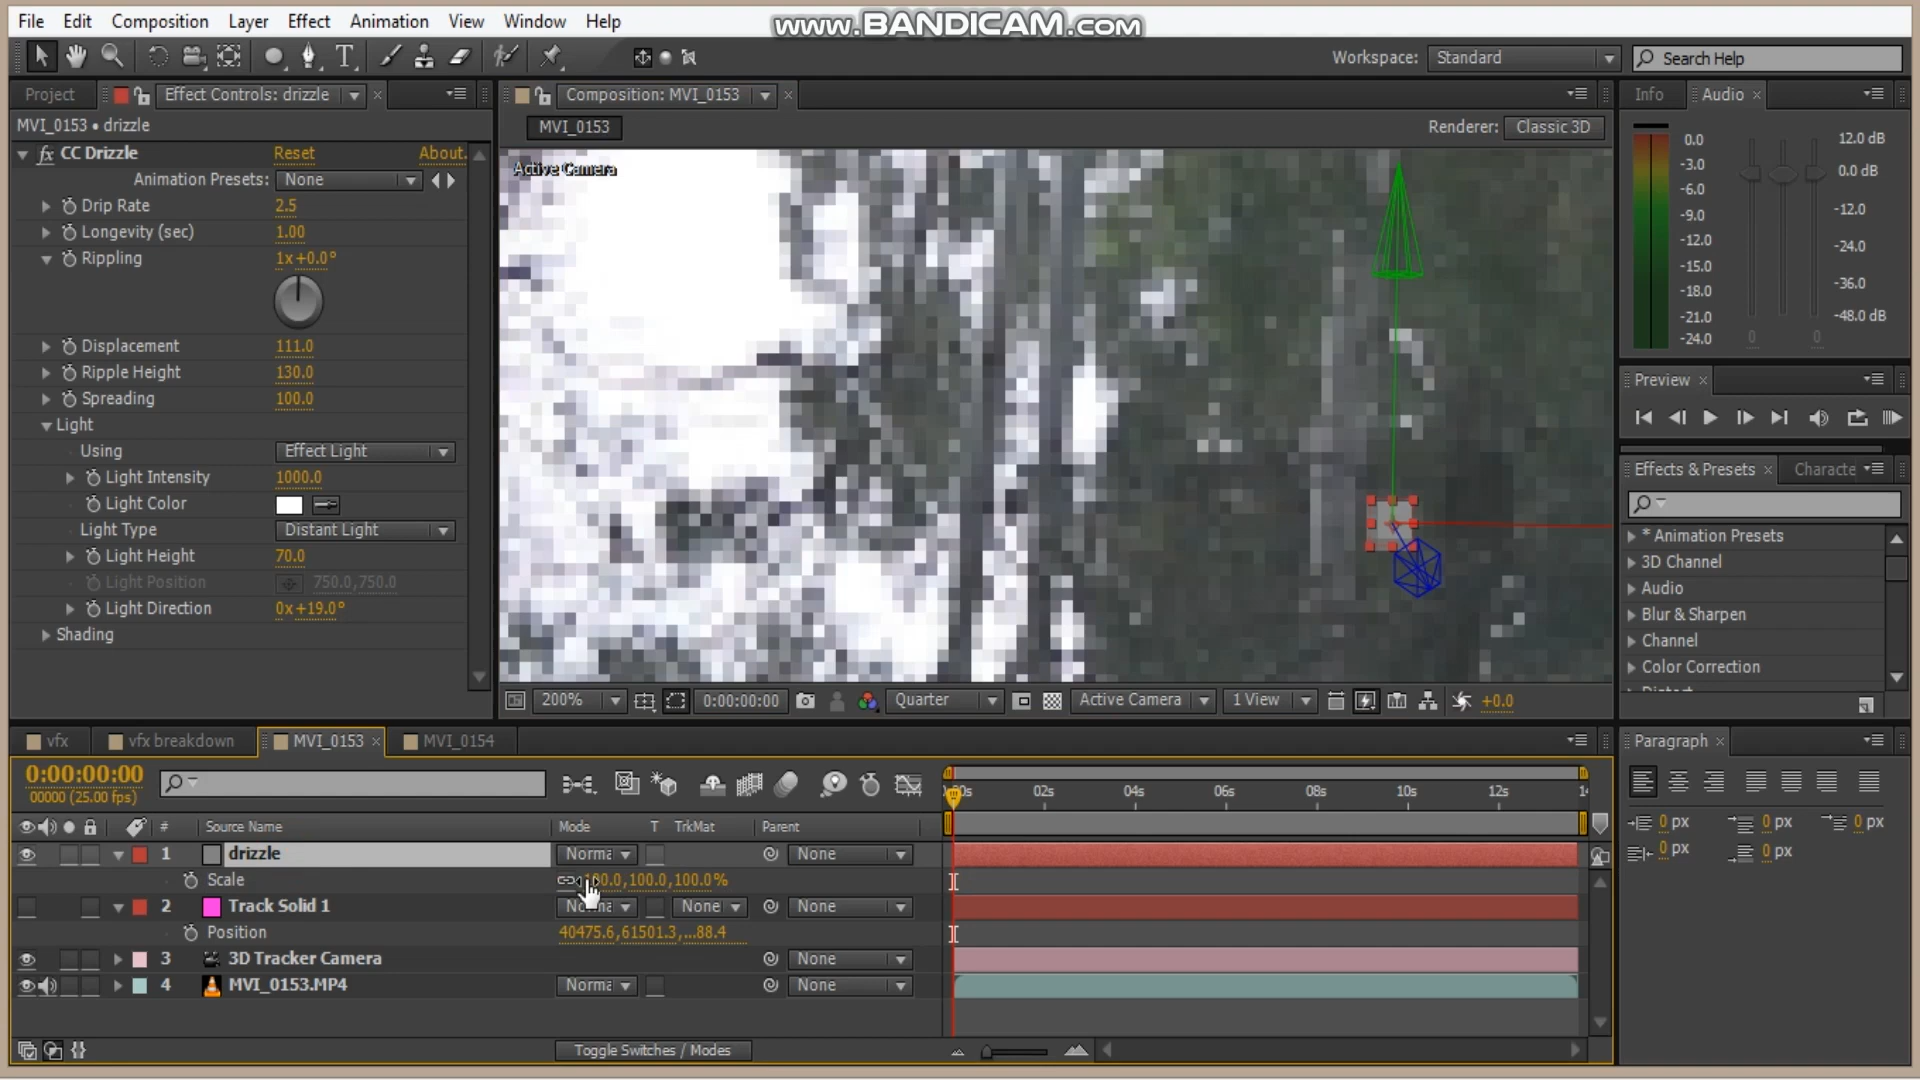 File Edit Composition Layer Effect Animation View Window Help
www.BANDICAM.com
Workspace: Standard
Search Help
Project
Effect Controls: drizzle
Composition: MVI_0153
Info
Audio
MVI_0153 • drizzle
MVI_0153
Renderer: Classic 3D
fx CC Drizzle Reset About.
Animation Presets: None
Drip Rate 2.5
Longevity (sec) 1.00
Rippling 1x+0.0°
Displacement 111.0
Ripple Height 130.0
Spreading 100.0
Light
Using Effect Light
Light Intensity 1000.0
Light Color
Light Type Distant Light
Light Height 70.0
Light Position 750.0,750.0
Light Direction 0x+19.0°
Shading
Active Camera
200%
0:00:00:00
Quarter
Active Camera
1 View
+0.0
0.0
-3.0
-6.0
-9.0
-12.0
-15.0
-18.0
-21.0
-24.0
12.0 dB
0.0 dB
-12.0
-24.0
-36.0
-48.0 dB
0 0
Preview
Effects & Presets
Characte
* Animation Presets
3D Channel
Audio
Blur & Sharpen
Channel
Color Correction
vfx
vfx breakdown
MVI_0153
MVI_0154
0:00:00:00
00000 (25.00 fps)
02s 04s 06s 08s 10s 12s
# Source Name Mode T TrkMat Parent
1 drizzle Norma None
Scale 100.0,100.0%
2 Track Solid 1 None None
Position 40475.6,61501.3,...88.4
3 3D Tracker Camera None
4 MVI_0153.MP4 Norma None
Toggle Switches / Modes
Paragraph
0 px 0 px 0 px
0 px 0 px